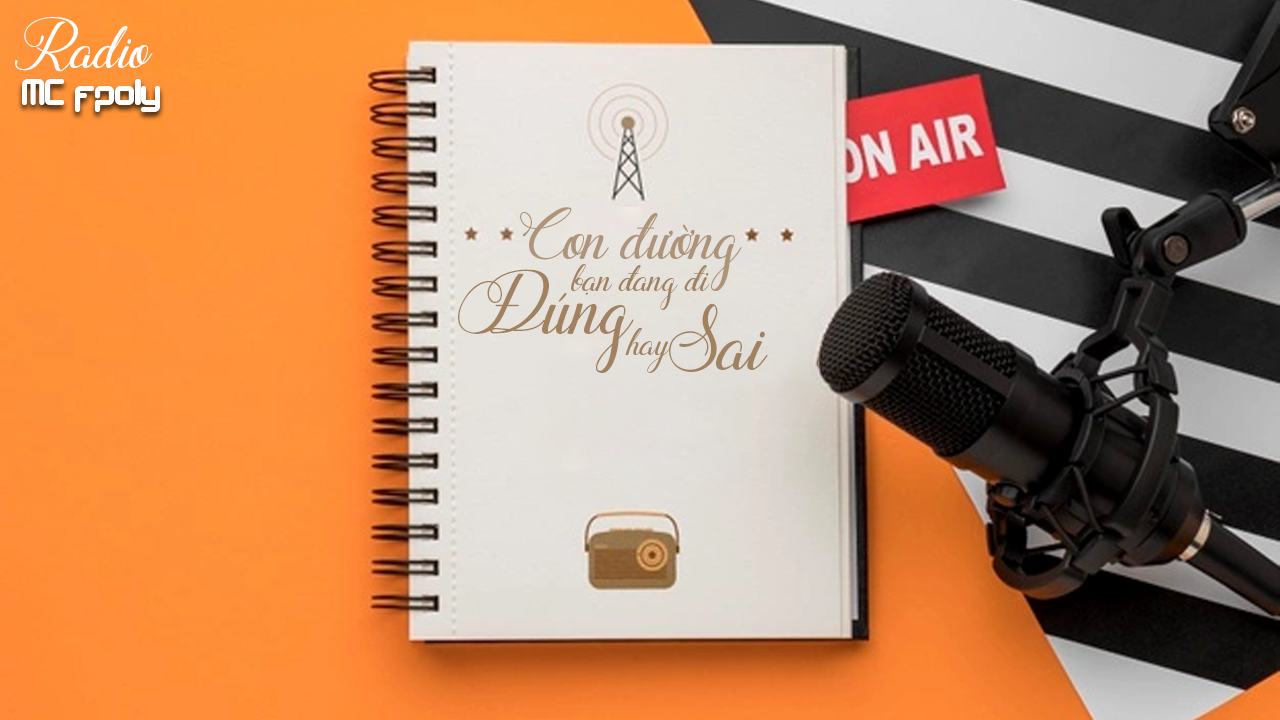 Radio
MC Fpoly
ON AIR
Con đường
bạn đang đi
Đúng
hay Sai